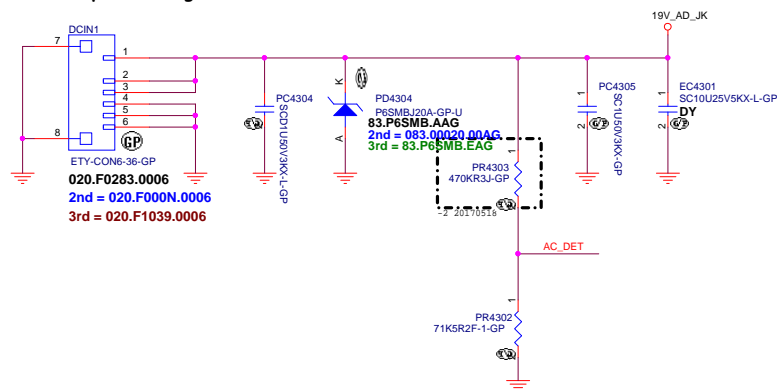 19V_AD_JK
DCIN1
7
1
2
3
4
5
6
8
GP
ETY-CON6-36-GP
020.F0283.0006
2nd = 020.F000N.0006
3rd = 020.F1039.0006
PC4304
SCD1U50V3KX-L-GP
K
A
PD4304
P6SMBJ20A-GP-U
83.P6SMB.AAG
2nd = 083.00020.00AG
3rd = 83.P6SMB.EAG
1
PR4303
470KR3J-GP
-2 20170518
AC_DET
1
PR4302
71K5R2F-1-GP
1
2
PC4305
SC1U50V3KX-GP
1
2
EC4301
SC10U25V5KX-L-GP
DY